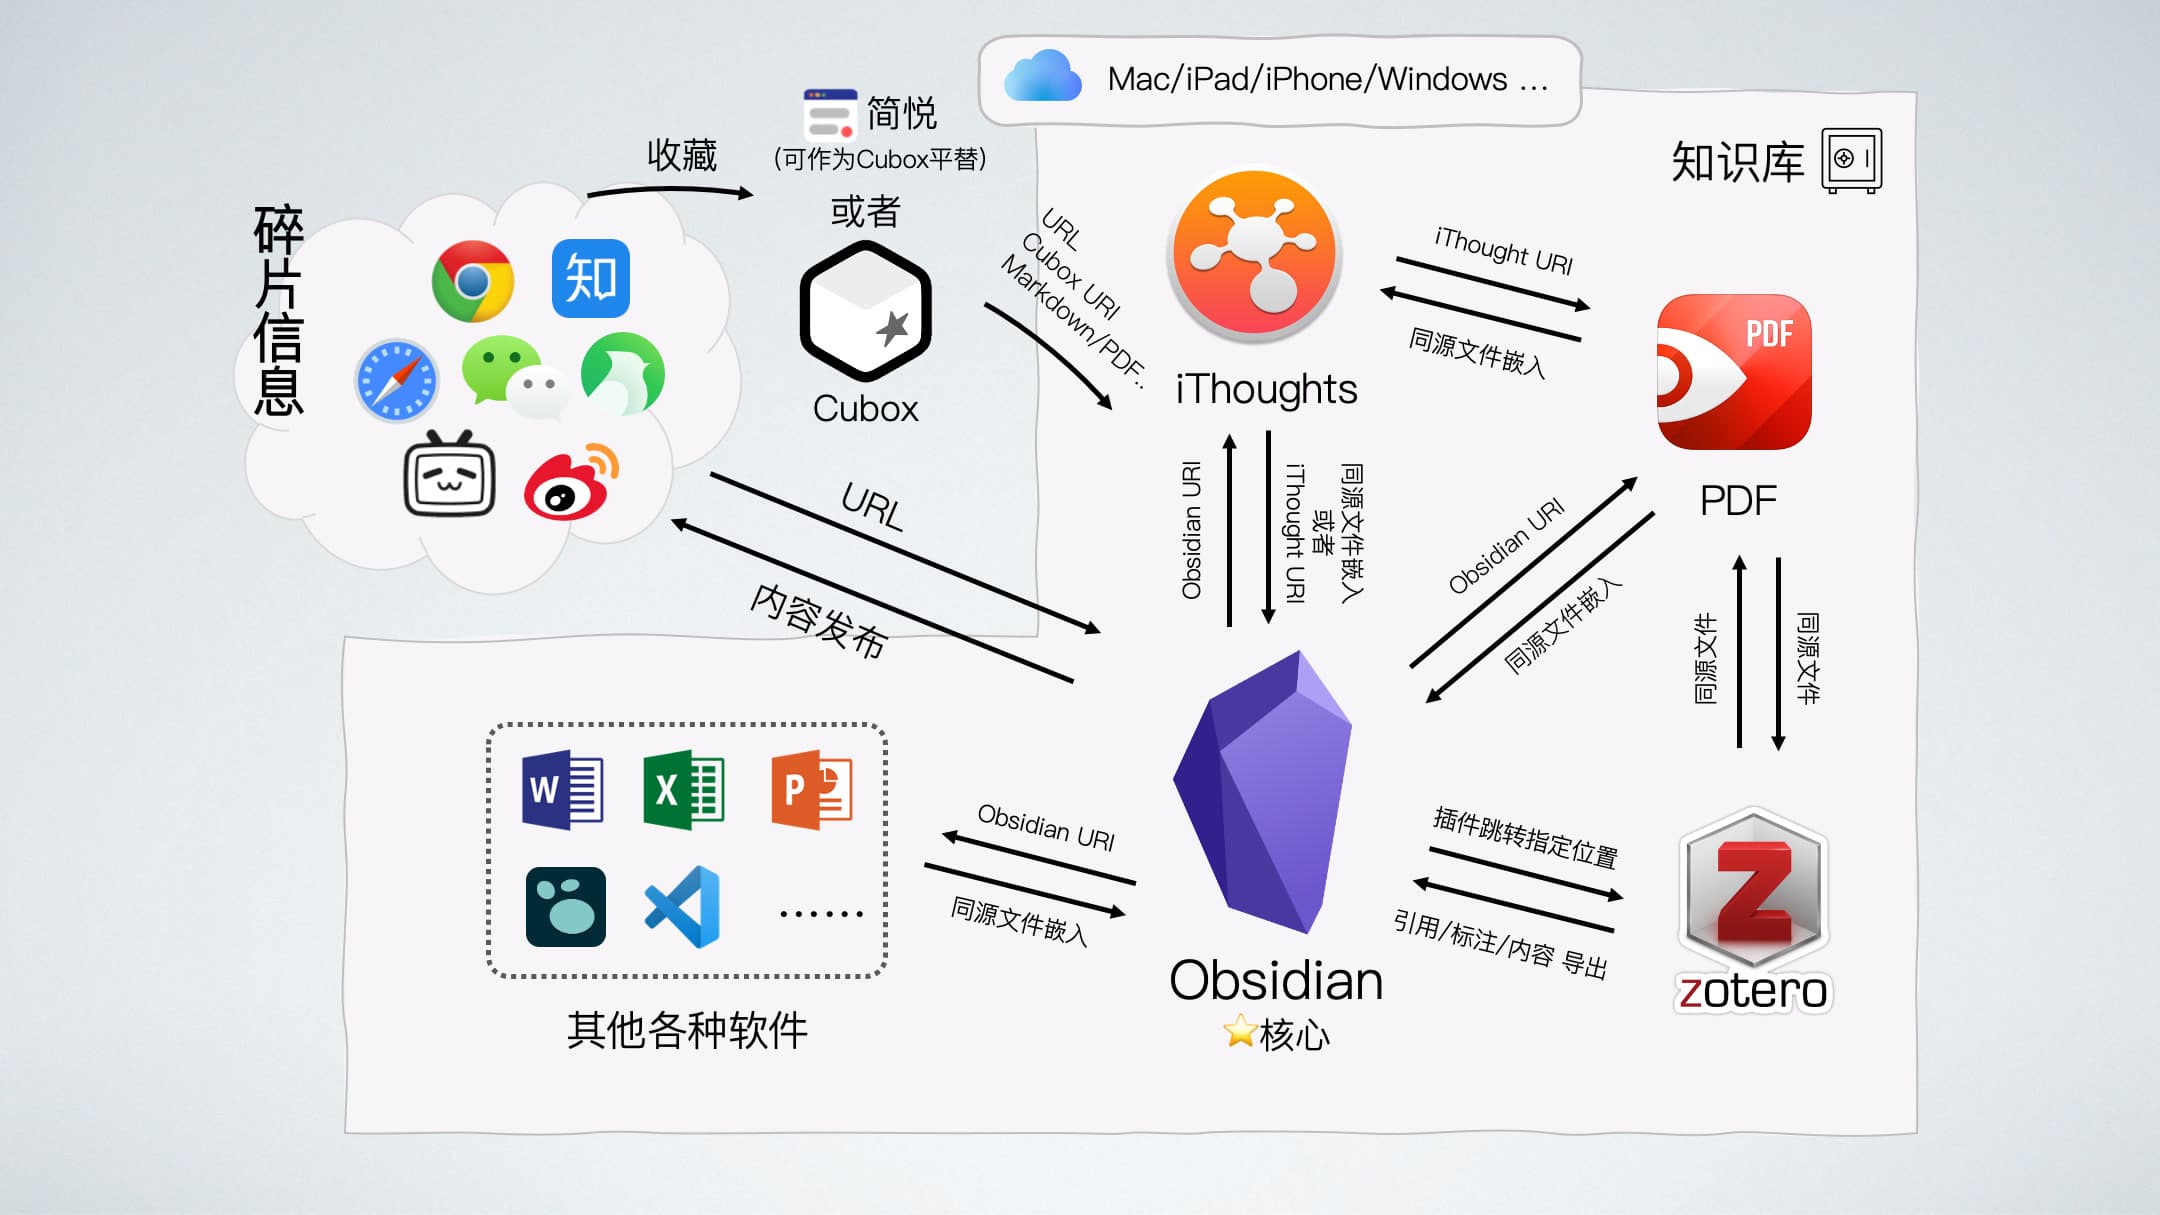 Mac/iPad/iPhone/Windows ...
简悦
(可作为Cubox平替)
或者
Cubox
收藏
碎片信息
知
URL
Cubox URI
Markdown/PDF..
知识库
iThoughts
iThought URI
同源文件嵌入
PDF
PDF
URL
内容发布
Obsidian URI
iThought URI
或者
同源文件嵌入
Obsidian URI
同源文件嵌入
同源文件
同源文件
W
X
P
......
其他各种软件
Obsidian URI
同源文件嵌入
Obsidian
核心
插件跳转指定位置
引用/标注/内容 导出
Z
zotero